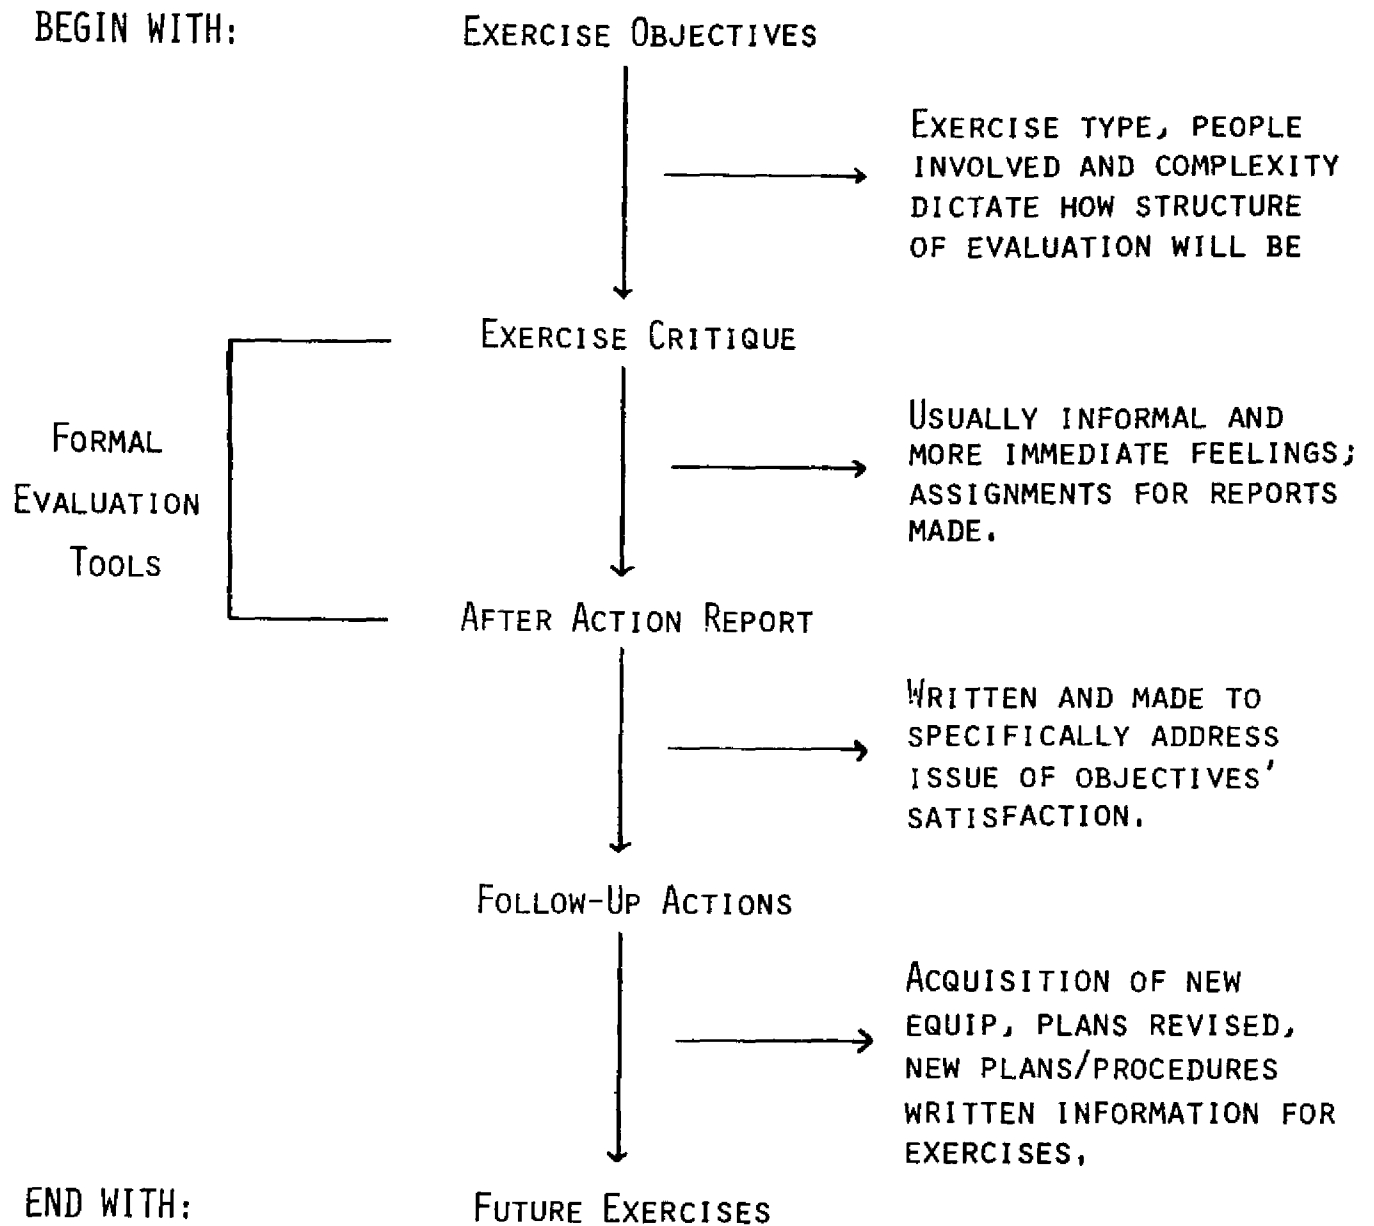 BEGIN WITH:
EXERCISE OBJECTIVES
EXERCISE TYPE, PEOPLE
INVOLVED AND COMPLEXITY
DICTATE HOW STRUCTURE
OF EVALUATION WILL BE
EXERCISE CRITIQUE
FORMAL
EVALUATION
TOOLS
USUALLY INFORMAL AND
MORE IMMEDIATE FEELINGS;
ASSIGNMENTS FOR REPORTS
MADE.
AFTER ACTION REPORT
WRITTEN AND MADE TO
SPECIFICALLY ADDRESS
ISSUE OF OBJECTIVES'
SATISFACTION.
FOLLOW-UP ACTIONS
ACQUISITION OF NEW
EQUIP, PLANS REVISED,
NEW PLANS/PROCEDURES
WRITTEN INFORMATION FOR
EXERCISES.
END WITH:
FUTURE EXERCISES